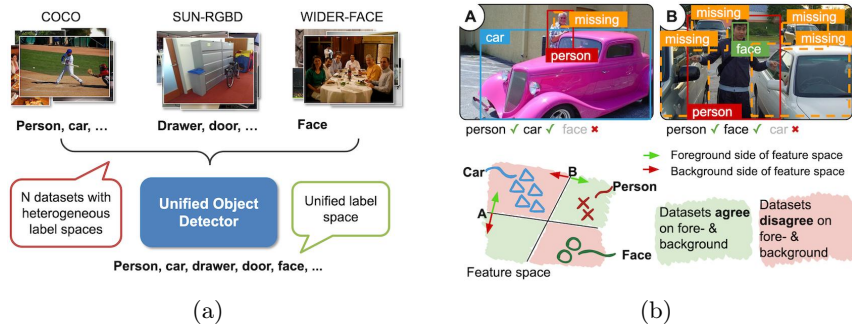 COCO
SUN-RGBD
WIDER-FACE
Person, car, ...
Drawer, door, ...
Face
N datasets with
heterogeneous
label spaces
Unified Object
Detector
Unified label
space
Person, car, drawer, door, face, ...
(a)
A
missing
car
person
person ✓ car ✓ face ✖
B
missing
missing
missing
missing
face
person
person ✓ face ✓ car ✖
Foreground side of feature space
Background side of feature space
Car
B
Person
A
Face
Feature space
Datasets agree
on fore- &
background
Datasets
disagree on
fore- &
background
(b)